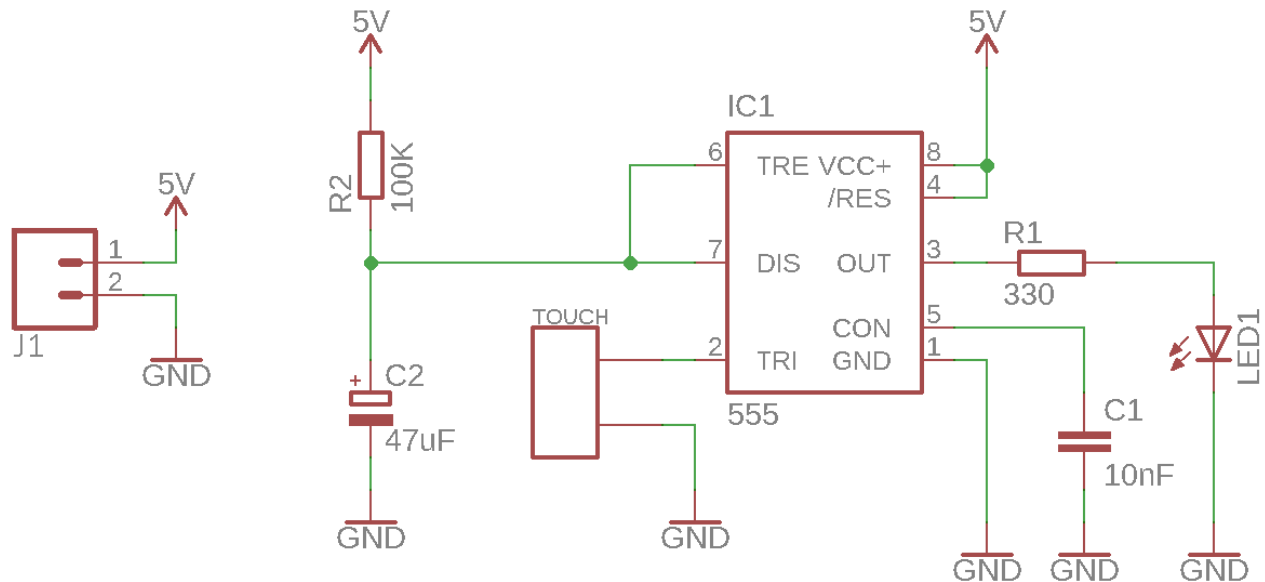 5V
5V
IC1
6
TRE
VCC+
8
/RES
4
R2
100K
5V
1
2
J1
GND
7
DIS
OUT
3
R1
330
TOUCH
CON
5
2
TRI
GND
1
555
LED1
+
C2
47uF
C1
10nF
GND
GND
GND
GND
GND